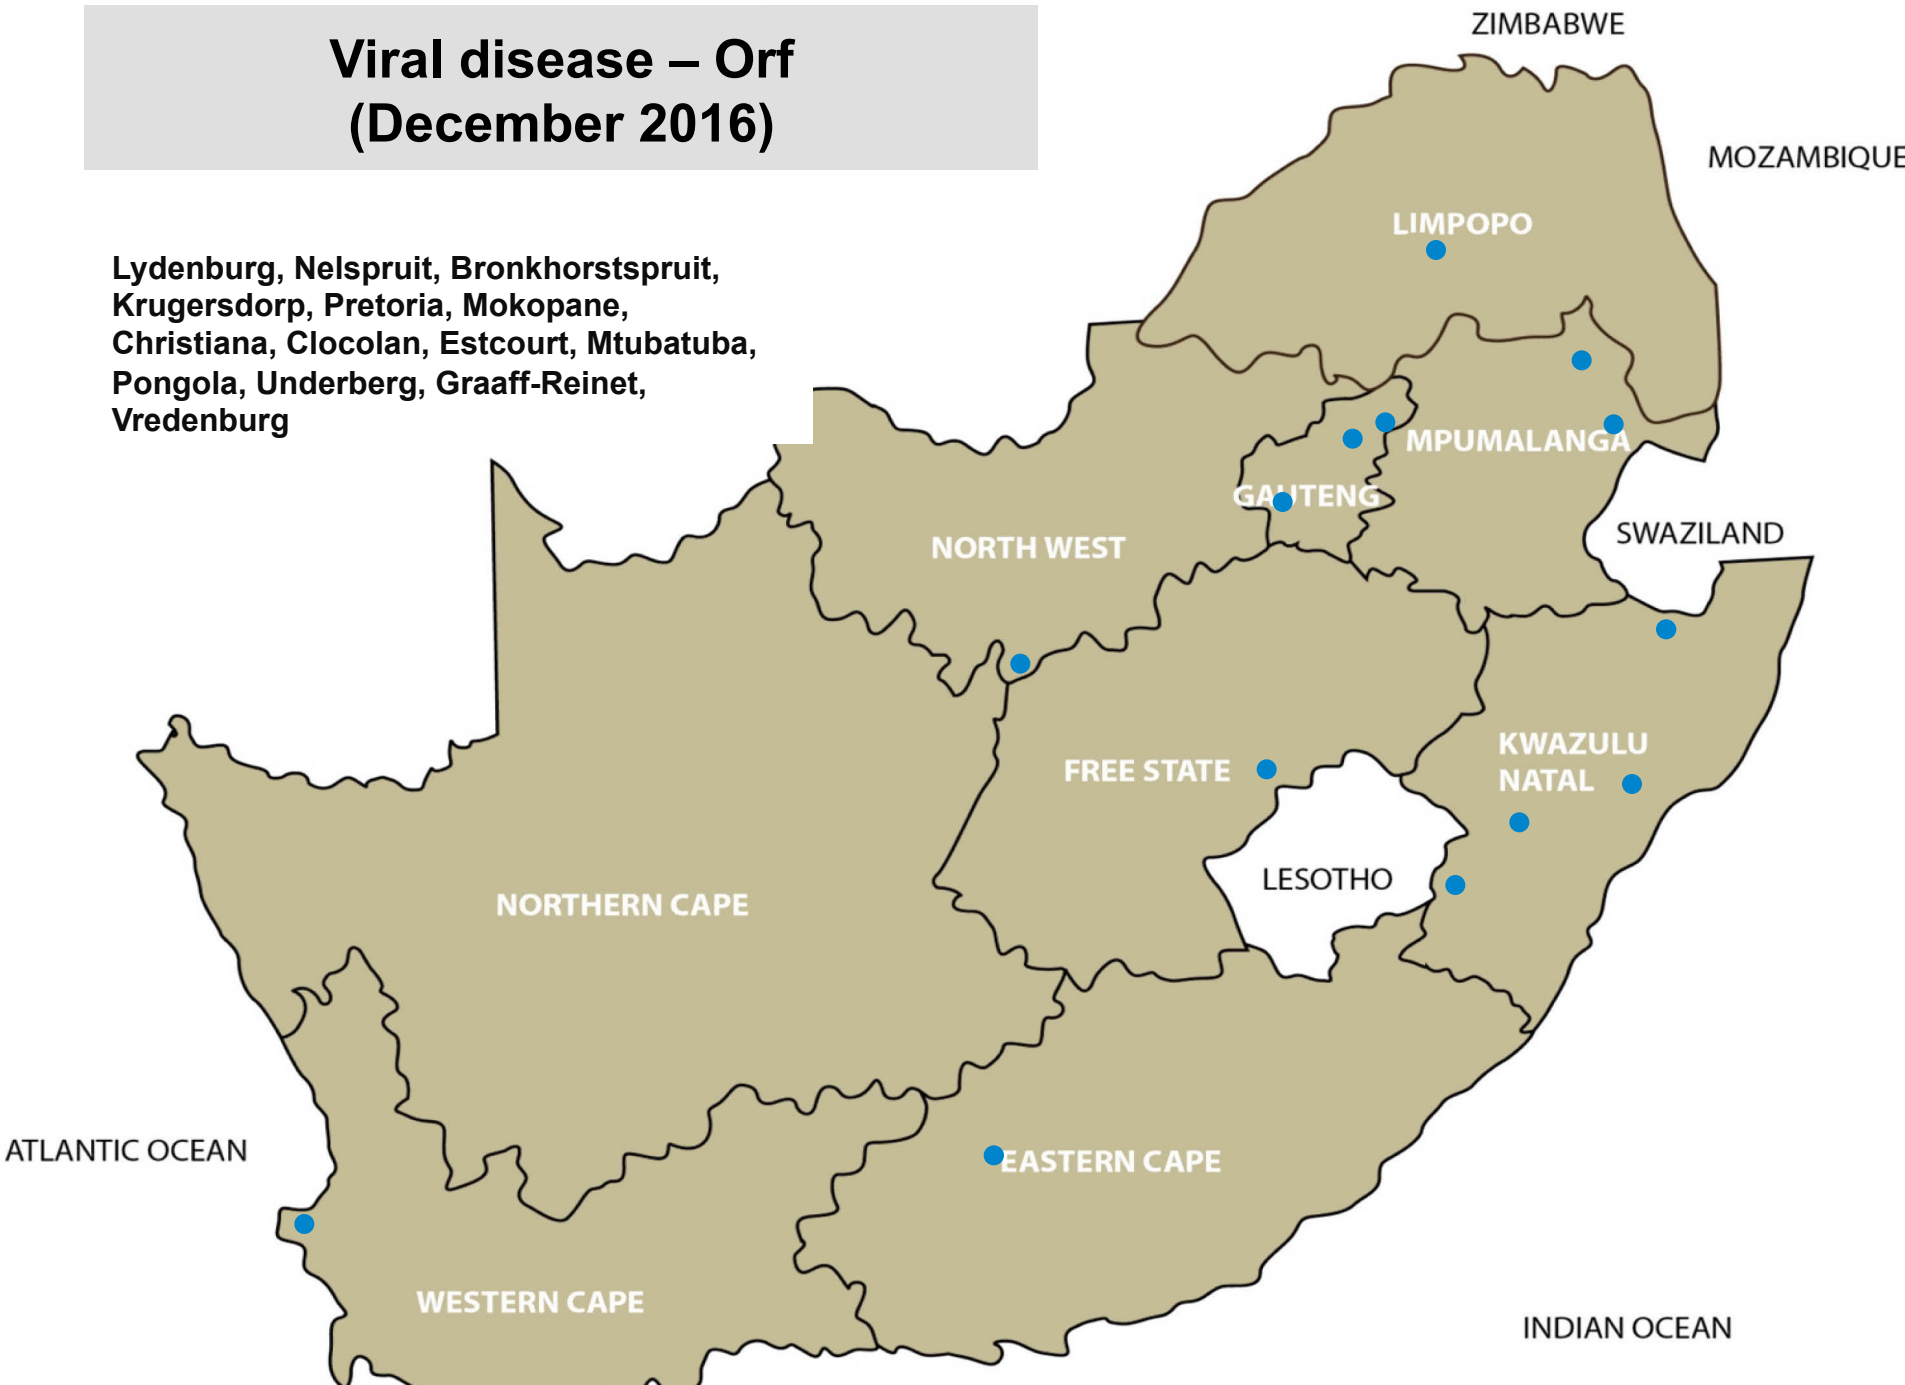 Viral disease – Orf
(December 2016)
Lydenburg, Nelspruit, Bronkhorstspruit,
Krugersdorp, Pretoria, Mokopane,
Christiana, Clocolan, Estcourt, Mtubatuba,
Pongola, Underberg, Graaff-Reinet,
Vredenburg
ZIMBABWE
MOZAMBIQUE
LIMPOPO
MPUMALANGA
GAUTENG
SWAZILAND
NORTH WEST
KWAZULU
NATAL
FREE STATE
LESOTHO
NORTHERN CAPE
ATLANTIC OCEAN
EASTERN CAPE
WESTERN CAPE
INDIAN OCEAN